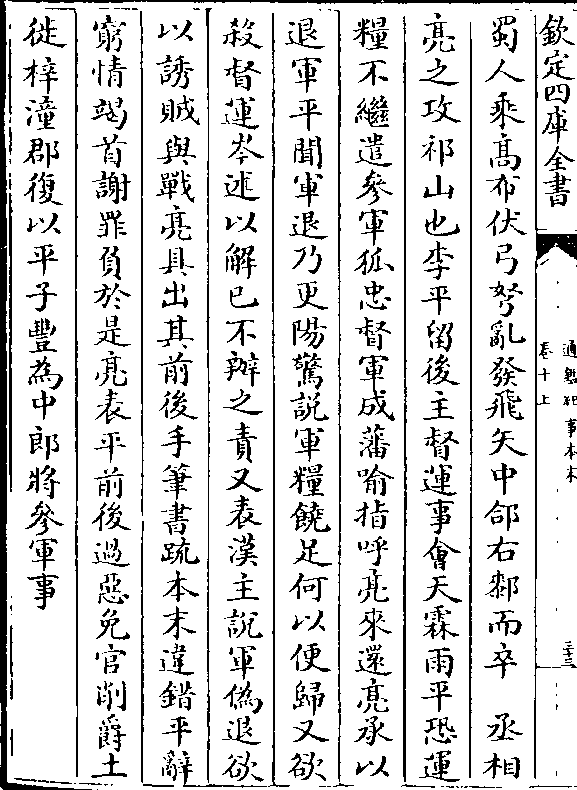 欽定四庫全書
通鑑紀事本末
卷十上
三十三
蜀人乘高布伏弓弩亂發飛矢中郃右䣛而卒　丞相
亮之攻祁山也李平留後主督運事會天霖雨平恐運
糧不繼遣參軍狐忠督軍成藩喻指呼亮來還亮承以
退軍平聞軍退乃更陽驚說軍糧饒足何以便歸又欲
殺督運岑述以解已不辦之責又表漢主說軍偽退欲
以誘賊與戰亮具出其前後手筆書疏本末違錯平辭
窮情竭首謝罪負於是亮表平前後過惡免官削爵土
徙梓潼郡復以平子豐為中郎將參軍事